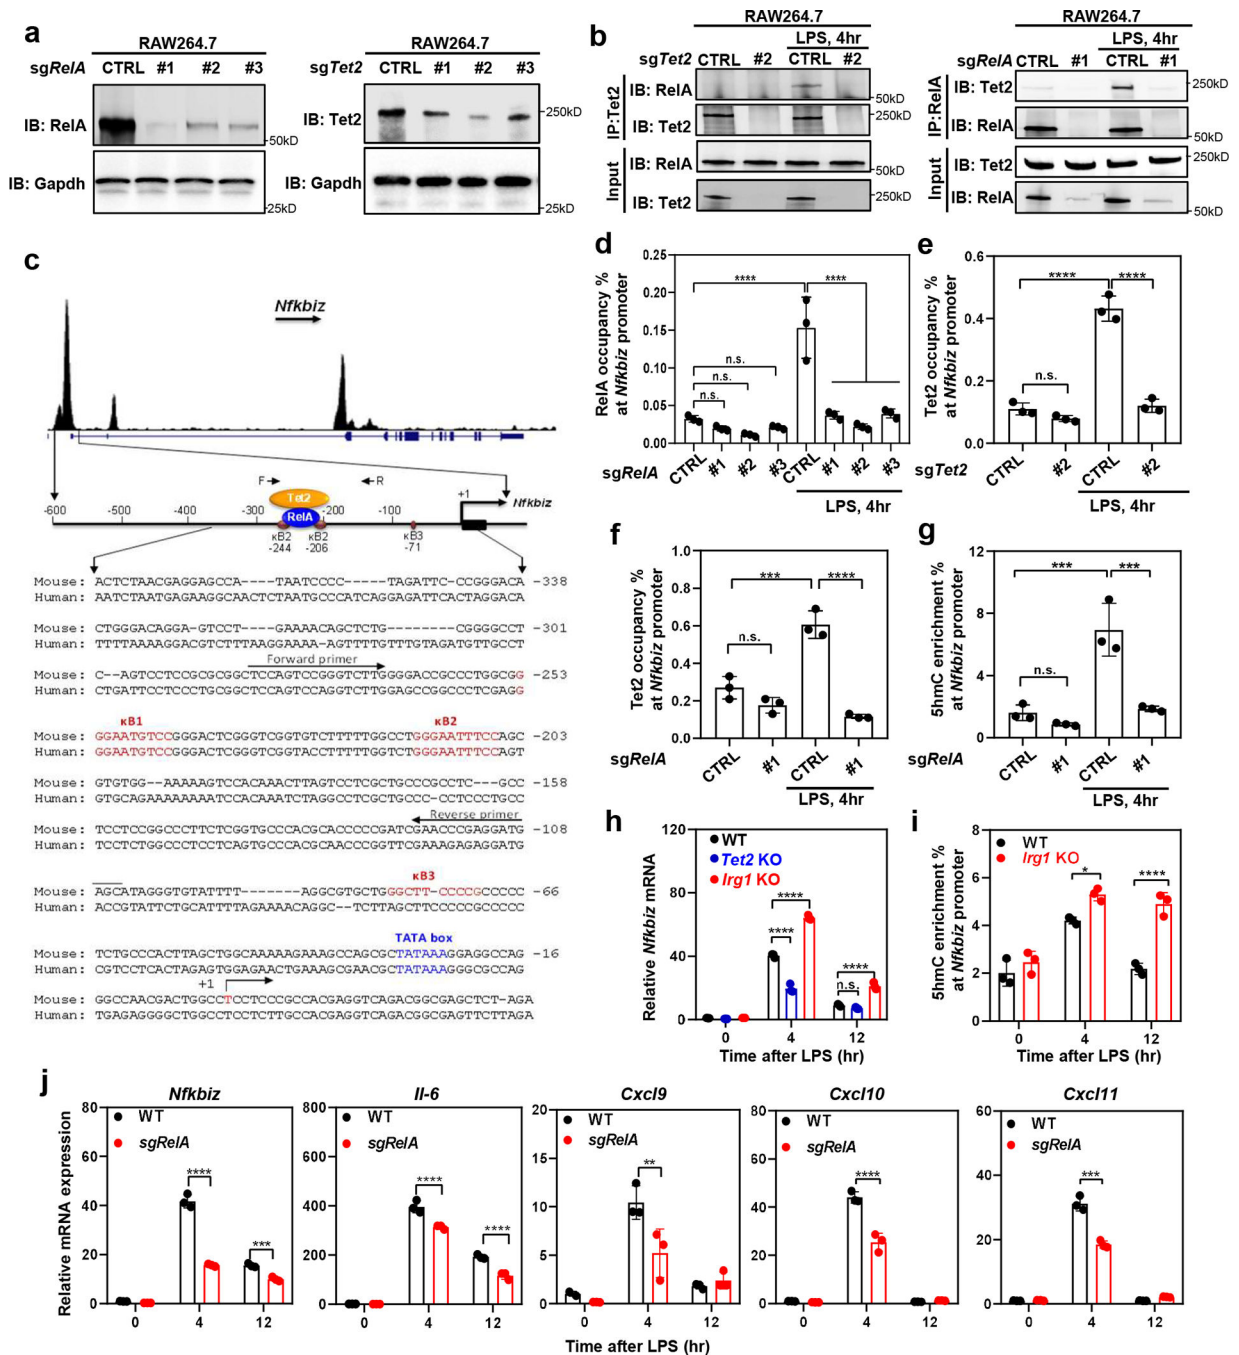 a
RAW264.7
sgRelA CTRL #1 #2 #3
IB: RelA
50kD
IB: Gapdh
25kD
RAW264.7
sgTet2 CTRL #1 #2 #3
IB: Tet2
250kD
IB: Gapdh
25kD
b
RAW264.7
LPS, 4hr
sgTet2 CTRL #2 CTRL #2
IP:Tet2
IB: RelA
50kD
IB: Tet2
250kD
Input
IB: RelA
50kD
IB: Tet2
250kD
RAW264.7
LPS, 4hr
sgRelA CTRL #1 CTRL #1
IP:RelA
IB: Tet2
250kD
IB: RelA
50kD
Input
IB: Tet2
250kD
IB: RelA
50kD
c
Nfkbiz
F R
Tet2
RelA
+1
Nfkbiz
-600 -500 -400 -300 -200 -100
κB2 κB2 κB3
-244 -206 -71
Mouse: ACTCTAACGAGGAGCCA----TAATCCCC-----TAGATTC-CCGGGACA -338
Human: AATCTAATGAGAAGGCAACTCTAATGCCCATCAGGAGATTCACTAGGACA
Mouse: CTGGGACAGGA-GTCCT----GAAAACAGCTCTG------CGGGGCCT -301
Human: TTTTAAAAGGACGTCTTTAAGGAAAA-AGTTTTGTTTGTAGATGTTGCCT
Forward primer
Mouse: C--AGTCCTCCGCGCGGCTCCAGTCCGGGTCTTGGGGACCGCCCTGGCGG -253
Human: CTGATTCCTCCCTGCGGCTCAGTCCGGGTCTTGGTGAGCCGGCCCTCGAGG
κB1 κB2
Mouse: GGAATGTCCGGGACTCGGGTCGGTGTCTTTTTGGCCTGGGAATTTCCAGC -203
Human: GGAATGTCCGGGACTCGGGTCGGTACCTTTTTGGTCTGGGAATTTCCAGT
Mouse: GTGTGG--AAAAAGTCCACAAACTTAGTCCTCGCTGCCCGCCTC---GCC -158
Human: GTGCAGAAAAAAAAATCCACAAATCTAGGCCTCGCTGCCC-CCTCCCTGCC
Reverse primer
Mouse: TCCTCCGGCCCTTCTCGGTGCCCACGCACCCCCGATCGAACCCGAGGATG -108
Human: TCCTCTGGCCCCTCTGGTGCCCACGCAACCCGGTTCGAAAGAGAGGATG
κB3
Mouse: AGCATAGGGTGTATTTT-------AGGCGTGCTGGGCTT-CCCCGCCCCC -66
Human: ACCGTATTCTGCATTTTAGAAAACAGGC--TCTTAGCTTCCCCCGCCCCC
TATA box
Mouse: CTGCCCACTTAGCTGCAAAAAGAAAGCCAGCGCTATAAAGGAGGCCAG -16
Human: CGTCCTCACTAGAGTGGAGAACTGAAAGCGAACGCTATAAAGGGCGCCAG
+1
Mouse: GGCCAACGACTGGCCTCCTCCCGCCACGAGGTCAGACGGCGAGCTCT-AGA
Human: TGAGAGGGGCTGGCCTCCTCTTGCCACGAGGTCAGACGGCGAGTTCTTAGA
d
RelA occupancy %
at Nfkbiz promoter
0.25
0.20
0.15
0.10
0.05
0.00
**** ****
n.s.
n.s.
n.s.
sgRelA CTRL #1 #2 #3 CTRL #1 #2 #3
LPS, 4hr
e
Tet2 occupancy %
at Nfkbiz promoter
0.6
0.4
0.2
0.0
**** ****
n.s.
sgTet2 CTRL #2 CTRL #2
LPS, 4hr
f
Tet2 occupancy %
at Nfkbiz promoter
1.0
0.8
0.6
0.4
0.2
0.0
*** ****
n.s.
sgRelA CTRL #1 CTRL #1
LPS, 4hr
g
5hmC enrichment %
at Nfkbiz promoter
10
8
6
4
2
0
*** ***
n.s.
sgRelA CTRL #1 CTRL #1
LPS, 4hr
h
Relative Nfkbiz mRNA
120
80
40
0
WT
Tet2 KO
Irg1 KO
****
****
****
n.s.
0 4 12
Time after LPS (hr)
i
5hmC enrichment %
at Nfkbiz promoter
8
6
4
2
0
WT
Irg1 KO
* ****
0 4 12
Time after LPS (hr)
j
Relative mRNA expression
Nfkbiz
80
60
40
20
0
WT
sgRelA
****
***
0 4 12
Il-6
800
600
400
200
0
WT
sgRelA
****
****
0 4 12
Cxcl9
20
15
10
5
0
WT
sgRelA
**
0 4 12
Cxcl10
80
60
40
20
0
WT
sgRelA
****
0 4 12
Cxcl11
60
40
20
0
WT
sgRelA
***
0 4 12
Time after LPS (hr)